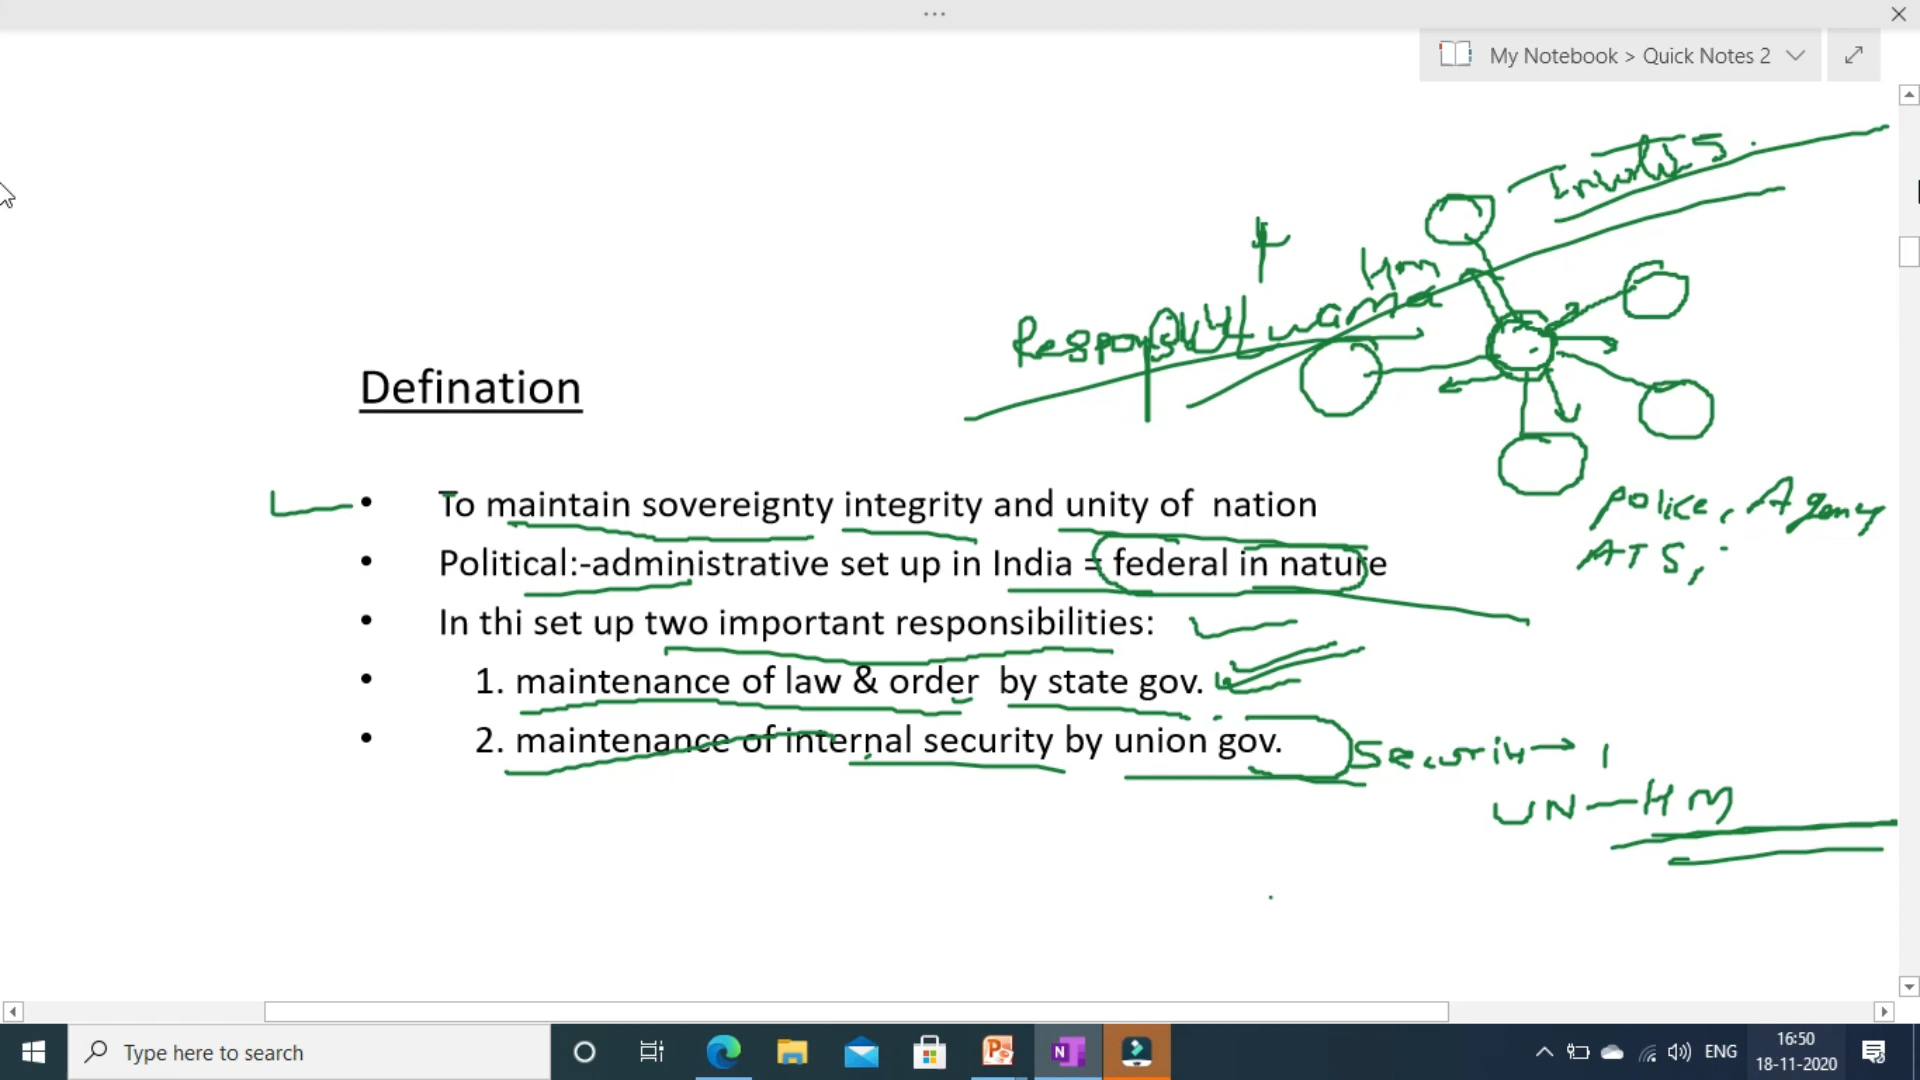 ...
My Notebook > Quick Notes 2
Involves
Hm
Defination
• To maintain sovereignty integrity and unity of nation
police, Agency
• Political:-administrative set up in India = federal in nature
ATS,
• In thi set up two important responsibilities:
• 1. maintenance of law & order by state gov.
• 2. maintenance of internal security by union gov.
UN — HM
Type here to search
ENG
16:50
18-11-2020